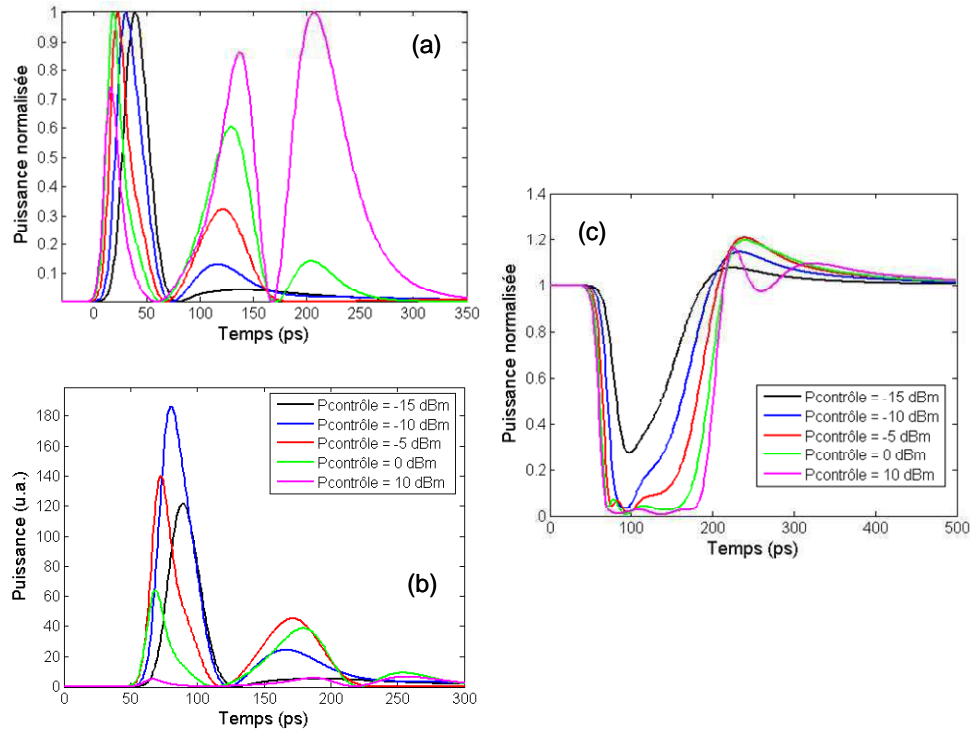 (a)
Puissance normalisée
1
0.9
0.8
0.7
0.6
0.5
0.4
0.3
0.2
0.1
0 50 100 150 200 250 300 350
Temps (ps)
(b)
Puissance (u.a.)
180
160
140
120
100
80
60
40
20
0
0 50 100 150 200 250 300
Temps (ps)
Pcontrôle = -15 dBm
Pcontrôle = -10 dBm
Pcontrôle = -5 dBm
Pcontrôle = 0 dBm
Pcontrôle = 10 dBm
(c)
Puissance normalisée
1.4
1.2
1
0.8
0.6
0.4
0.2
0
0 100 200 300 400 500
Temps (ps)
Pcontrôle = -15 dBm
Pcontrôle = -10 dBm
Pcontrôle = -5 dBm
Pcontrôle = 0 dBm
Pcontrôle = 10 dBm